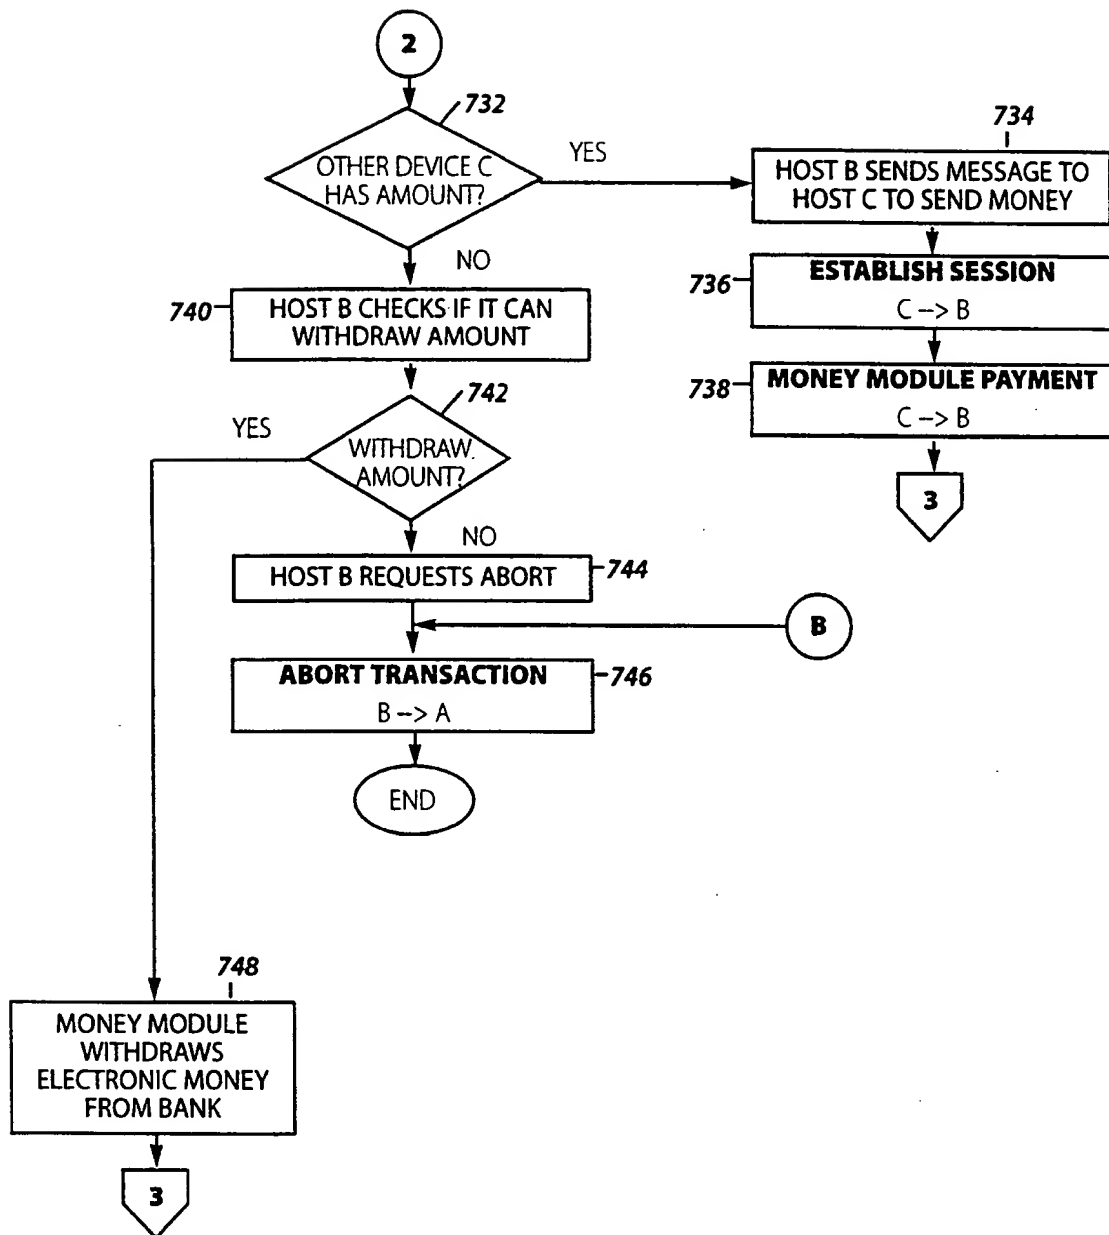 2
732
OTHER DEVICE C
HAS AMOUNT?
YES
734
HOST B SENDS MESSAGE TO
HOST C TO SEND MONEY
NO
736
ESTABLISH SESSION
C --> B
740
HOST B CHECKS IF IT CAN
WITHDRAW AMOUNT
738
MONEY MODULE PAYMENT
C --> B
3
742
YES
WITHDRAW
AMOUNT?
NO
HOST B REQUESTS ABORT
744
B
ABORT TRANSACTION
B --> A
746
END
748
MONEY MODULE
WITHDRAWS
ELECTRONIC MONEY
FROM BANK
3